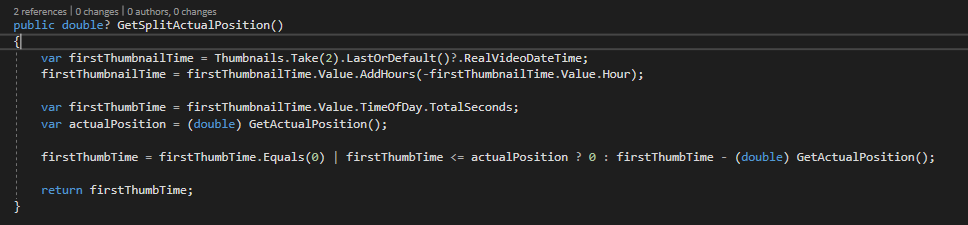 2 references | 0 changes | 0 authors, 0 changes
public double? GetSplitActualPosition()
{
var firstThumbnailTime = Thumbnails.Take(2).LastOrDefault()?.RealVideoDateTime;
firstThumbnailTime = firstThumbnailTime.Value.AddHours(-firstThumbnailTime.Value.Hour);
var firstThumbTime = firstThumbnailTime.Value.TimeOfDay.TotalSeconds;
var actualPosition = (double) GetActualPosition();
firstThumbTime = firstThumbTime.Equals(0) | firstThumbTime <= actualPosition ? 0 : firstThumbTime - (double) GetActualPosition();
return firstThumbTime;
}